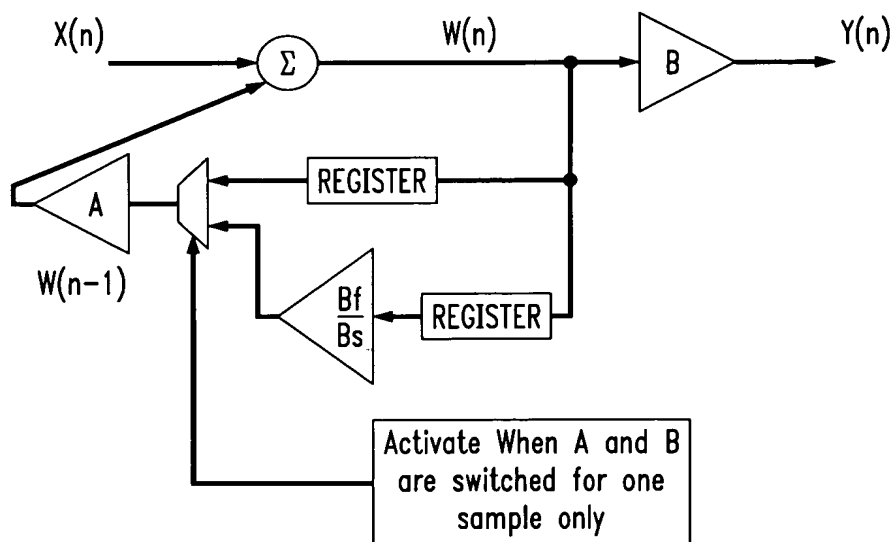 X(n)
Σ
W(n)
B
Y(n)
REGISTER
A
W(n-1)
Bf
Bs
REGISTER
Activate When A and B
are switched for one
sample only